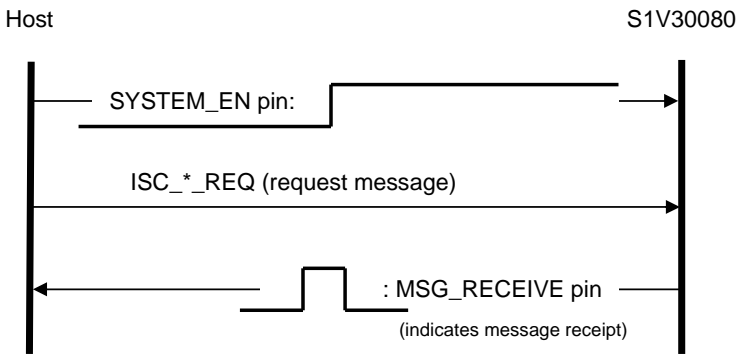 Host
S1V30080
SYSTEM_EN pin:
ISC_*_REQ (request message)
: MSG_RECEIVE pin
(indicates message receipt)